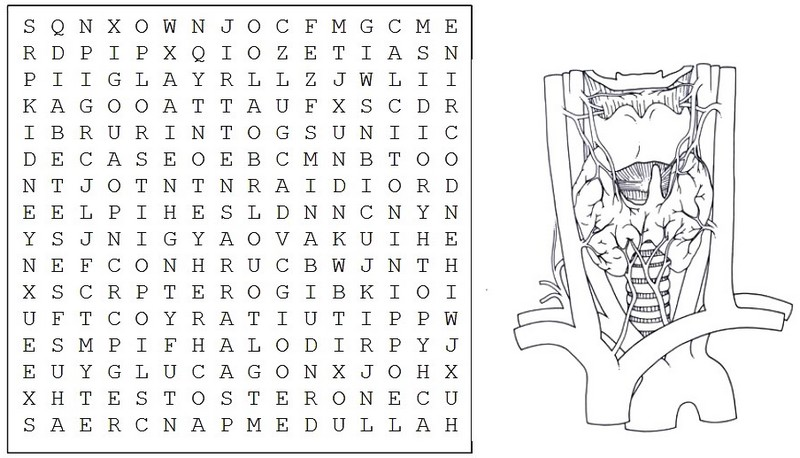 S Q N X O W N J O C F M G C M E
R D P I P X Q I O Z E T I A S N
P I I G L A Y R L L Z J W L I I
K A G O O A T T A U F X S C D R
I B R U R I N T O G S U N I I C
D E C A S E O E B C M N B T O O
N T J O T N T N R A I D I O R D
E E L P I H E S L D N N C N Y N
Y S J N I G Y A O V A K U I H E
N E F C O N H R U C B W J N T H
X S C R P T E R O G I B K I O I
U F T C O Y R A T I U T I P P W
E S M P I F H A L O D I R P Y J
E U Y G L U C A G O N X J O H X
X H T E S T O S T E R O N E C U
S A E R C N A P M E D U L L A H